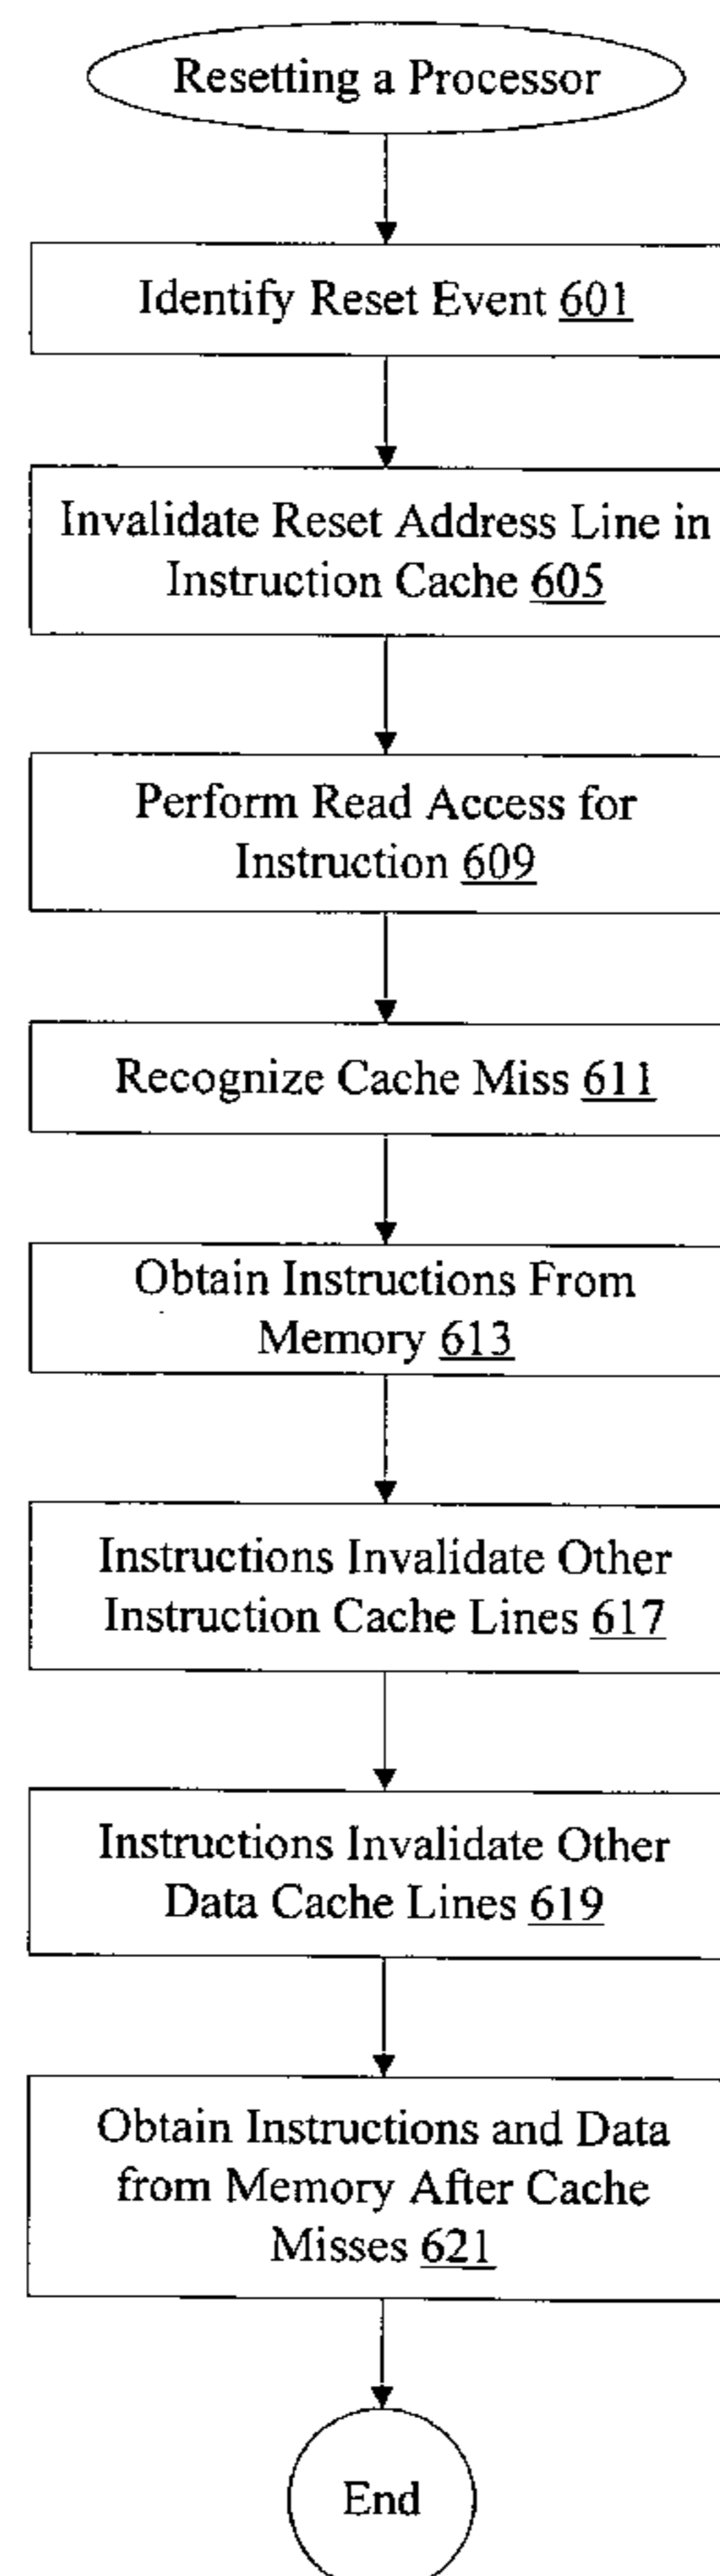 Resetting a Processor
Identify Reset Event 601
Invalidate Reset Address Line in
Instruction Cache 605
Perform Read Access for
Instruction 609
Recognize Cache Miss 611
Obtain Instructions From
Memory 613
Instructions Invalidate Other
Instruction Cache Lines 617
Instructions Invalidate Other
Data Cache Lines 619
Obtain Instructions and Data
from Memory After Cache
Misses 621
End